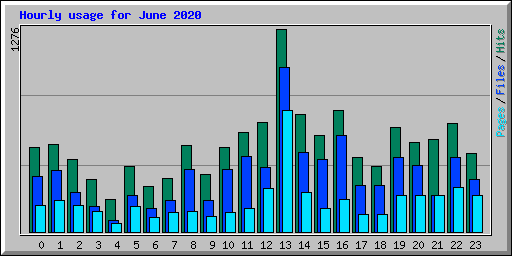 Hourly usage for June 2020
1276
Pages / Files / Hits
0 1 2 3 4 5 6 7 8 9 10 11 12 13 14 15 16 17 18 19 20 21 22 23